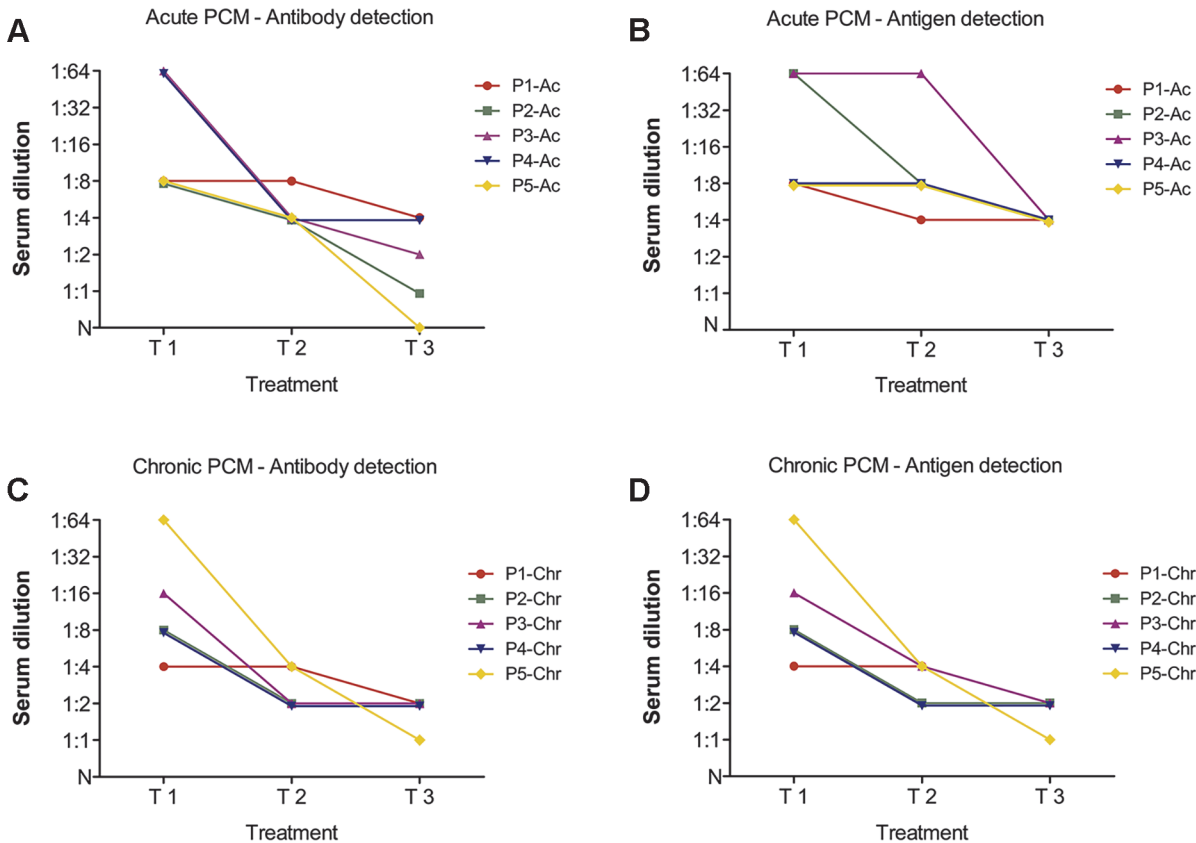 A
Acute PCM - Antibody detection
1:64
1:32
1:16
1:8
1:4
1:2
1:1
N
Serum dilution
T 1
T 2
T 3
Treatment
P1-Ac
P2-Ac
P3-Ac
P4-Ac
P5-Ac
B
Acute PCM - Antigen detection
1:64
1:32
1:16
1:8
1:4
1:2
1:1
N
Serum dilution
T 1
T 2
T 3
Treatment
P1-Ac
P2-Ac
P3-Ac
P4-Ac
P5-Ac
C
Chronic PCM - Antibody detection
1:64
1:32
1:16
1:8
1:4
1:2
1:1
N
Serum dilution
T 1
T 2
T 3
Treatment
P1-Chr
P2-Chr
P3-Chr
P4-Chr
P5-Chr
D
Chronic PCM - Antigen detection
1:64
1:32
1:16
1:8
1:4
1:2
1:1
N
Serum dilution
T 1
T 2
T 3
Treatment
P1-Chr
P2-Chr
P3-Chr
P4-Chr
P5-Chr